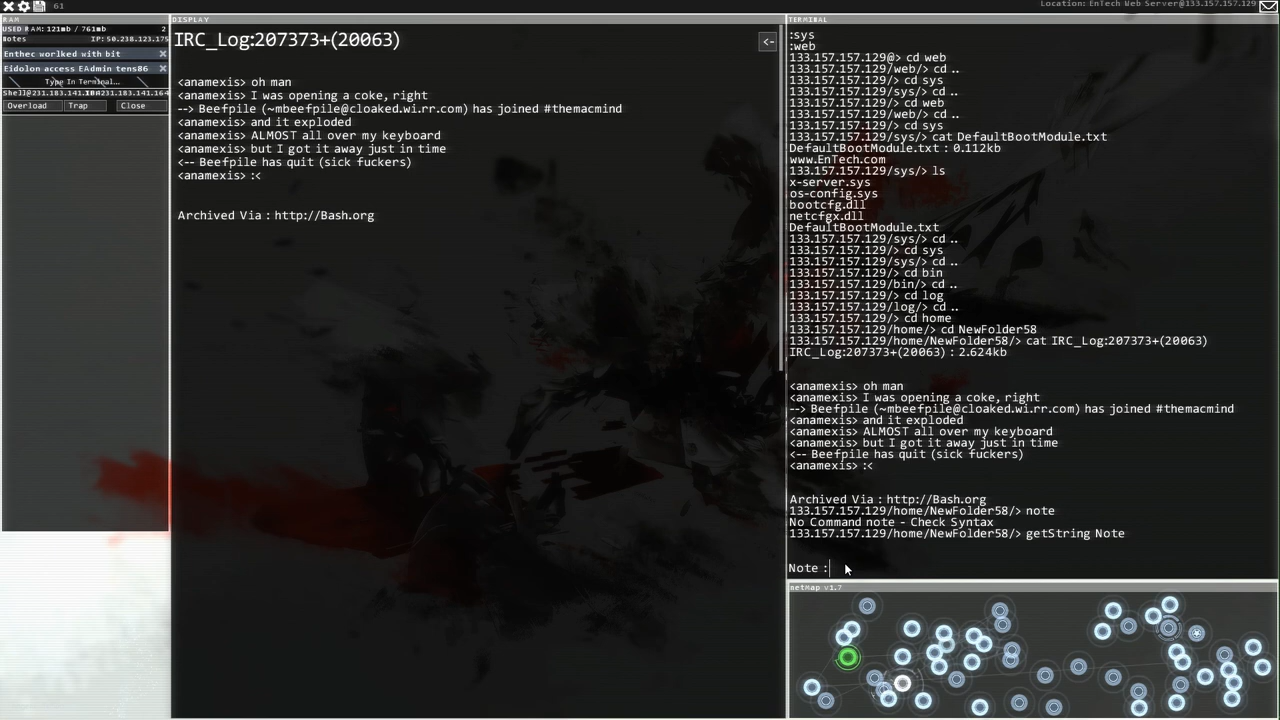 61
Location: EnTech Web Server@133.157.157.129
RAM
USED RAM: 121mb / 761mb 2
Notes IP: 50.238.123.175
Enthec worlked with bit
Eidolon access EAdmin tens86
Type In Terminal...
Overload Trap Close
DISPLAY
IRC_Log:207373+(20063)
<-
<anamexis> oh man
<anamexis> I was opening a coke, right
--> Beefpile (~mbeefpile@cloaked.wi.rr.com) has joined #themacmind
<anamexis> and it exploded
<anamexis> ALMOST all over my keyboard
<anamexis> but I got it away just in time
<-- Beefpile has quit (sick fuckers)
<anamexis> :<
Archived Via : http://Bash.org
TERMINAL
:sys
:web
133.157.157.129@> cd web
133.157.157.129/web/> cd ..
133.157.157.129/> cd sys
133.157.157.129/sys/> cd ..
133.157.157.129/> cd web
133.157.157.129/web/> cd ..
133.157.157.129/> cd sys
133.157.157.129/sys/> cat DefaultBootModule.txt
DefaultBootModule.txt : 0.112kb
www.EnTech.com
133.157.157.129/sys/> ls
x-server.sys
os-config.sys
bootcfg.dll
netcfgx.dll
DefaultBootModule.txt
133.157.157.129/sys/> cd ..
133.157.157.129/> cd sys
133.157.157.129/sys/> cd ..
133.157.157.129/> cd bin
133.157.157.129/bin/> cd ..
133.157.157.129/> cd log
133.157.157.129/log/> cd ..
133.157.157.129/> cd home
133.157.157.129/home/> cd NewFolder58
133.157.157.129/home/NewFolder58/> cat IRC_Log:207373+(20063)
IRC_Log:207373+(20063) : 2.624kb
<anamexis> oh man
<anamexis> I was opening a coke, right
--> Beefpile (~mbeefpile@cloaked.wi.rr.com) has joined #themacmind
<anamexis> and it exploded
<anamexis> ALMOST all over my keyboard
<anamexis> but I got it away just in time
<-- Beefpile has quit (sick fuckers)
<anamexis> :<
Archived Via : http://Bash.org
133.157.157.129/home/NewFolder58/> note
No Command note - Check Syntax
133.157.157.129/home/NewFolder58/> getString Note
Note :
netMap v1.7